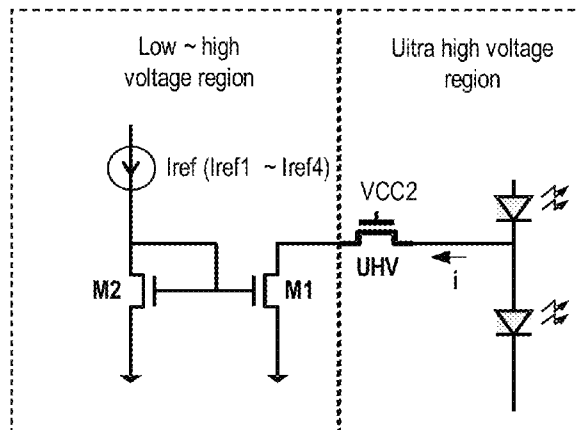 Low ~ high
voltage region
Uitra high voltage
region
Iref (Iref1 ~ Iref4)
VCC2
UHV
i
M2
M1